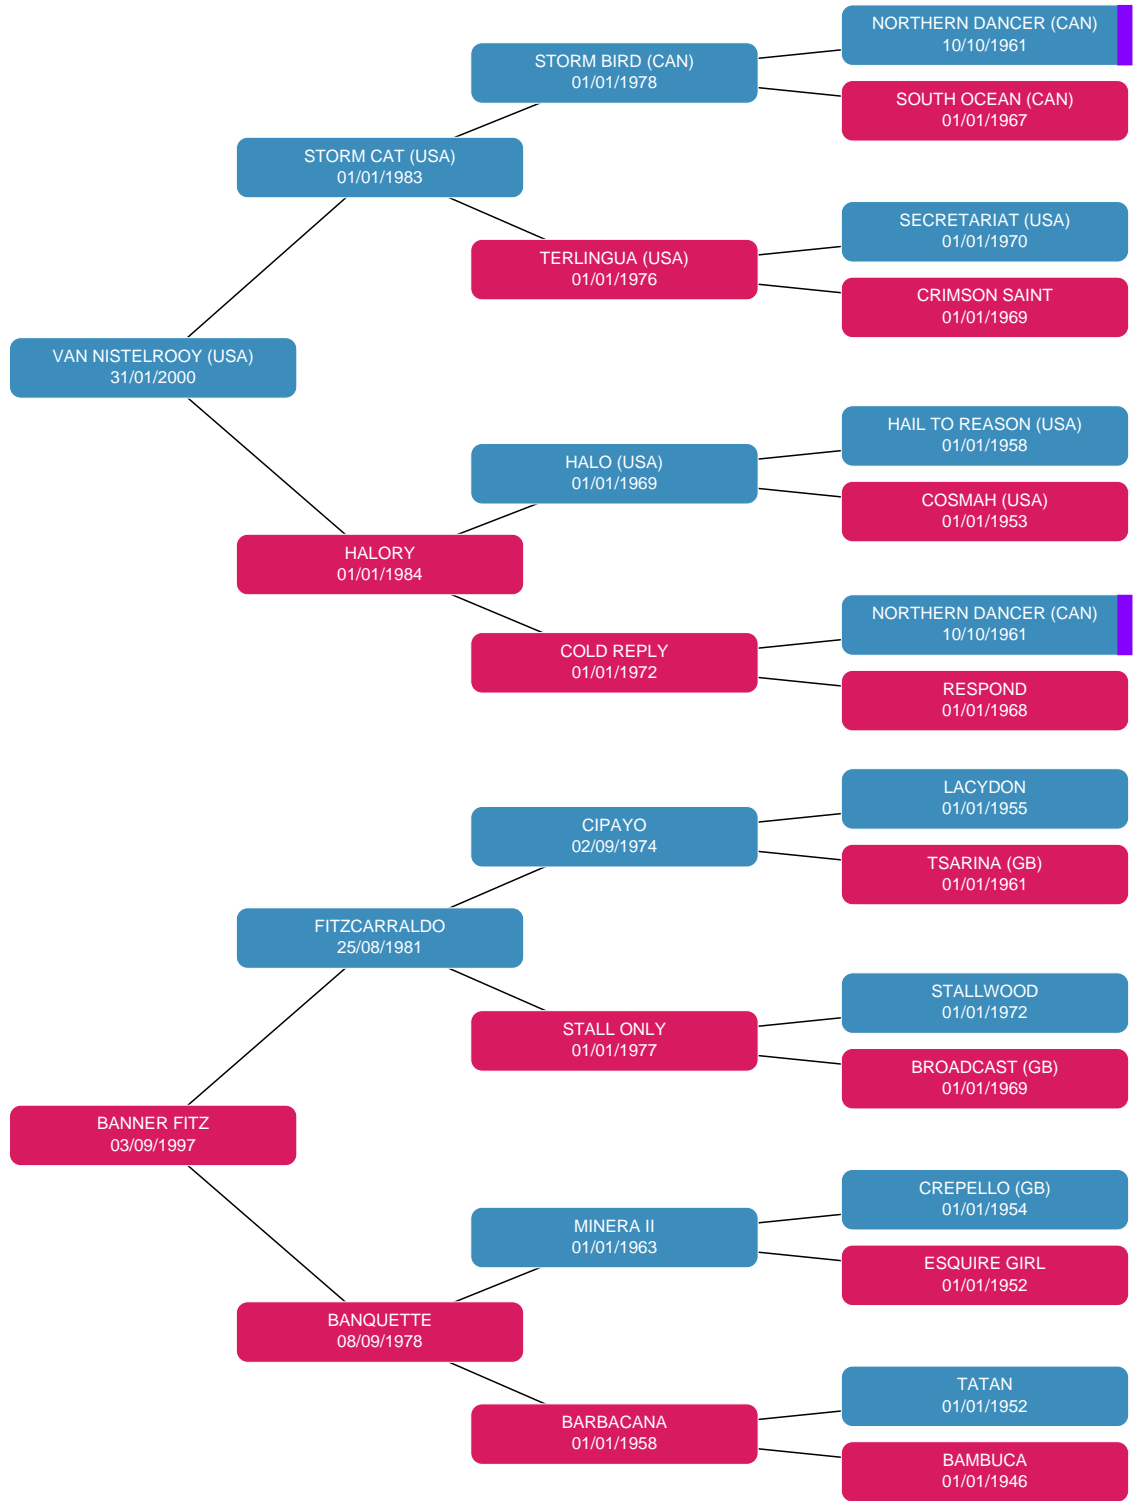 NORTHERN DANCER (CAN)
10/10/1961
STORM BIRD (CAN)
01/01/1978
SOUTH OCEAN (CAN)
01/01/1967
STORM CAT (USA)
01/01/1983
SECRETARIAT (USA)
01/01/1970
TERLINGUA (USA)
01/01/1976
CRIMSON SAINT
01/01/1969
VAN NISTELROOY (USA)
31/01/2000
HAIL TO REASON (USA)
01/01/1958
HALO (USA)
01/01/1969
COSMAH (USA)
01/01/1953
HALORY
01/01/1984
NORTHERN DANCER (CAN)
10/10/1961
COLD REPLY
01/01/1972
RESPOND
01/01/1968
LACYDON
01/01/1955
CIPAYO
02/09/1974
TSARINA (GB)
01/01/1961
FITZCARRALDO
25/08/1981
STALLWOOD
01/01/1972
STALL ONLY
01/01/1977
BROADCAST (GB)
01/01/1969
BANNER FITZ
03/09/1997
CREPELLO (GB)
01/01/1954
MINERA II
01/01/1963
ESQUIRE GIRL
01/01/1952
BANQUETTE
08/09/1978
TATAN
01/01/1952
BARBACANA
01/01/1958
BAMBUCA
01/01/1946